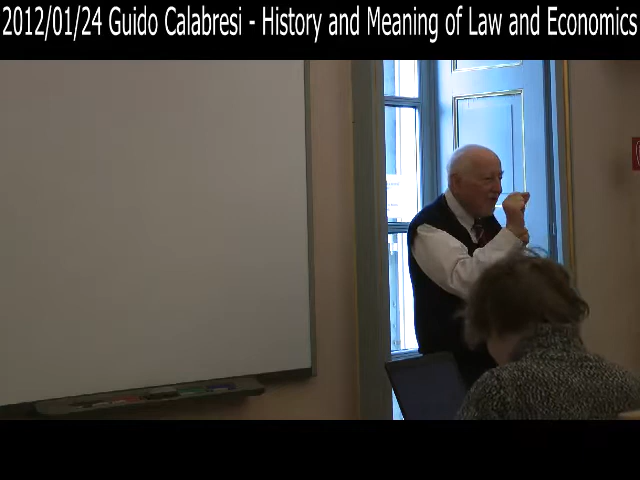 2012/01/24 Guido Calabresi - History and Meaning of Law and Economics